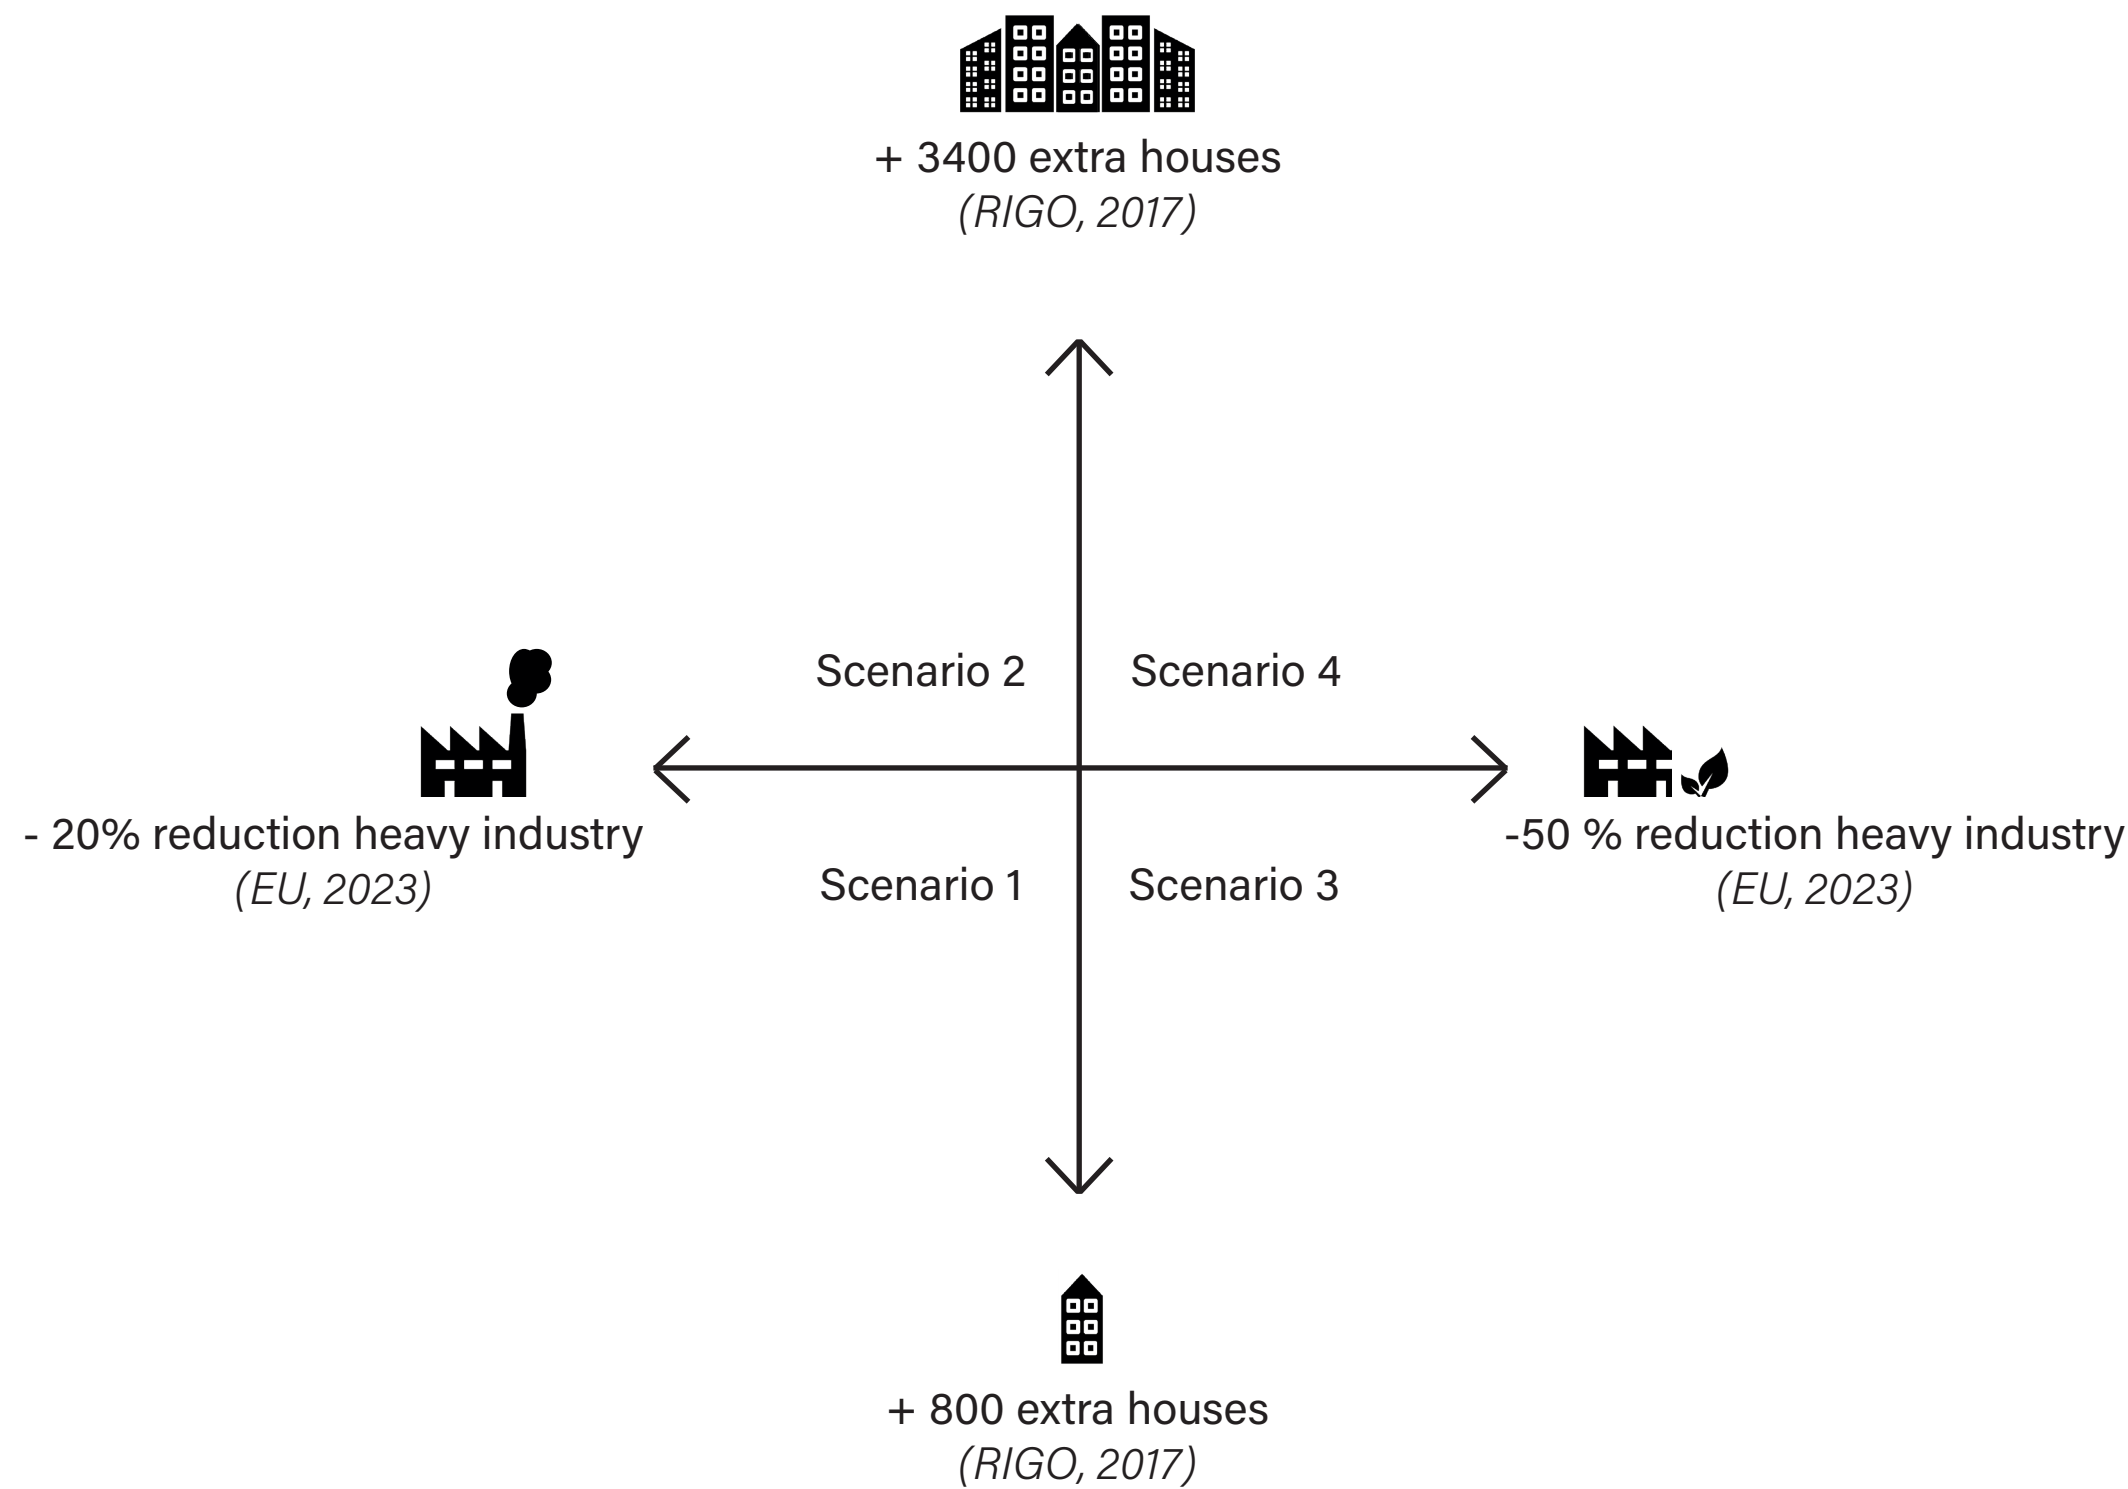 + 3400 extra houses
(RIGO, 2017)
Scenario 2
Scenario 4
- 20% reduction heavy industry
(EU, 2023)
-50 % reduction heavy industry
(EU, 2023)
Scenario 1
Scenario 3
+ 800 extra houses
(RIGO, 2017)